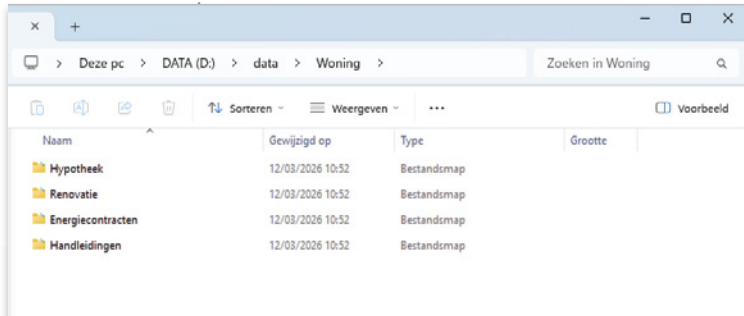 Deze pc > DATA (D:) > data > Woning >
Zoeken in Woning
Sorteren
Weergeven
Voorbeeld
Naam Gewijzigd op Type Grootte
Hypotheek 12/03/2026 10:52 Bestandsmap
Renovatie 12/03/2026 10:52 Bestandsmap
Energiecontracten 12/03/2026 10:52 Bestandsmap
Handleidingen 12/03/2026 10:52 Bestandsmap